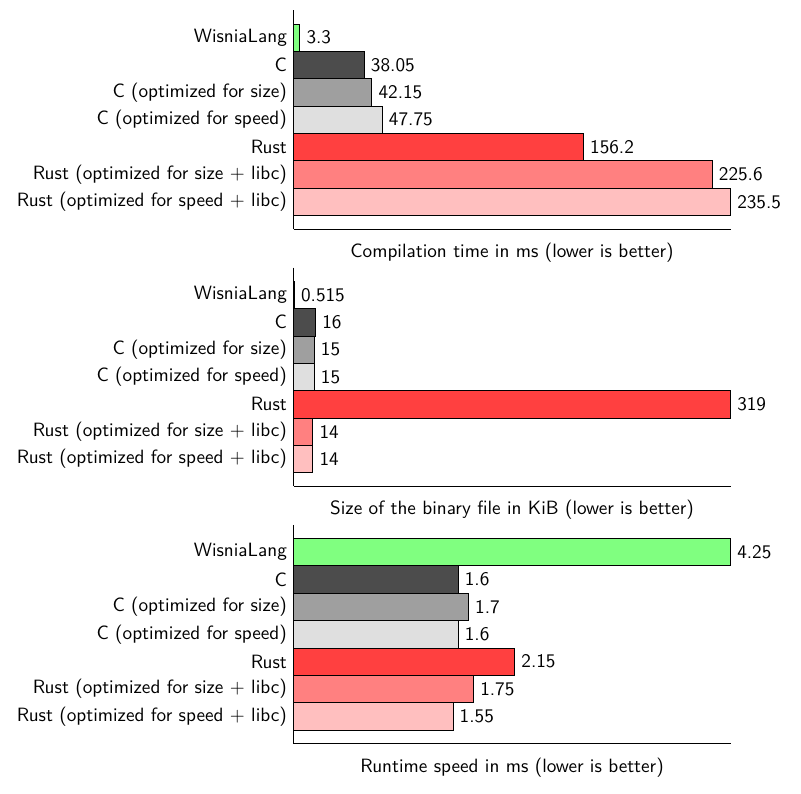 WisniaLang 3.3
C 38.05
C (optimized for size) 42.15
C (optimized for speed) 47.75
Rust 156.2
Rust (optimized for size + libc) 225.6
Rust (optimized for speed + libc) 235.5
Compilation time in ms (lower is better)
WisniaLang 0.515
C 16
C (optimized for size) 15
C (optimized for speed) 15
Rust 319
Rust (optimized for size + libc) 14
Rust (optimized for speed + libc) 14
Size of the binary file in KiB (lower is better)
WisniaLang 4.25
C 1.6
C (optimized for size) 1.7
C (optimized for speed) 1.6
Rust 2.15
Rust (optimized for size + libc) 1.75
Rust (optimized for speed + libc) 1.55
Runtime speed in ms (lower is better)